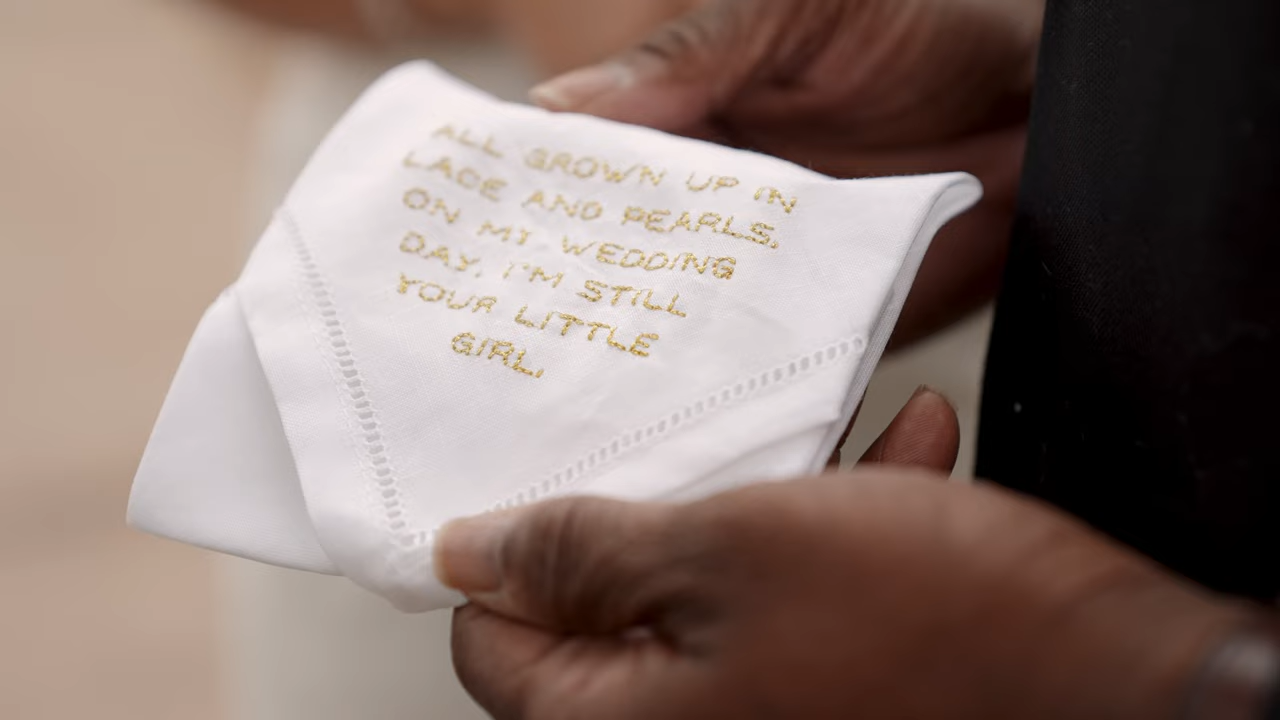 ALL GROWN UP IN
LACE AND PEARLS,
ON MY WEDDING
DAY, I'M STILL
YOUR LITTLE
GIRL.